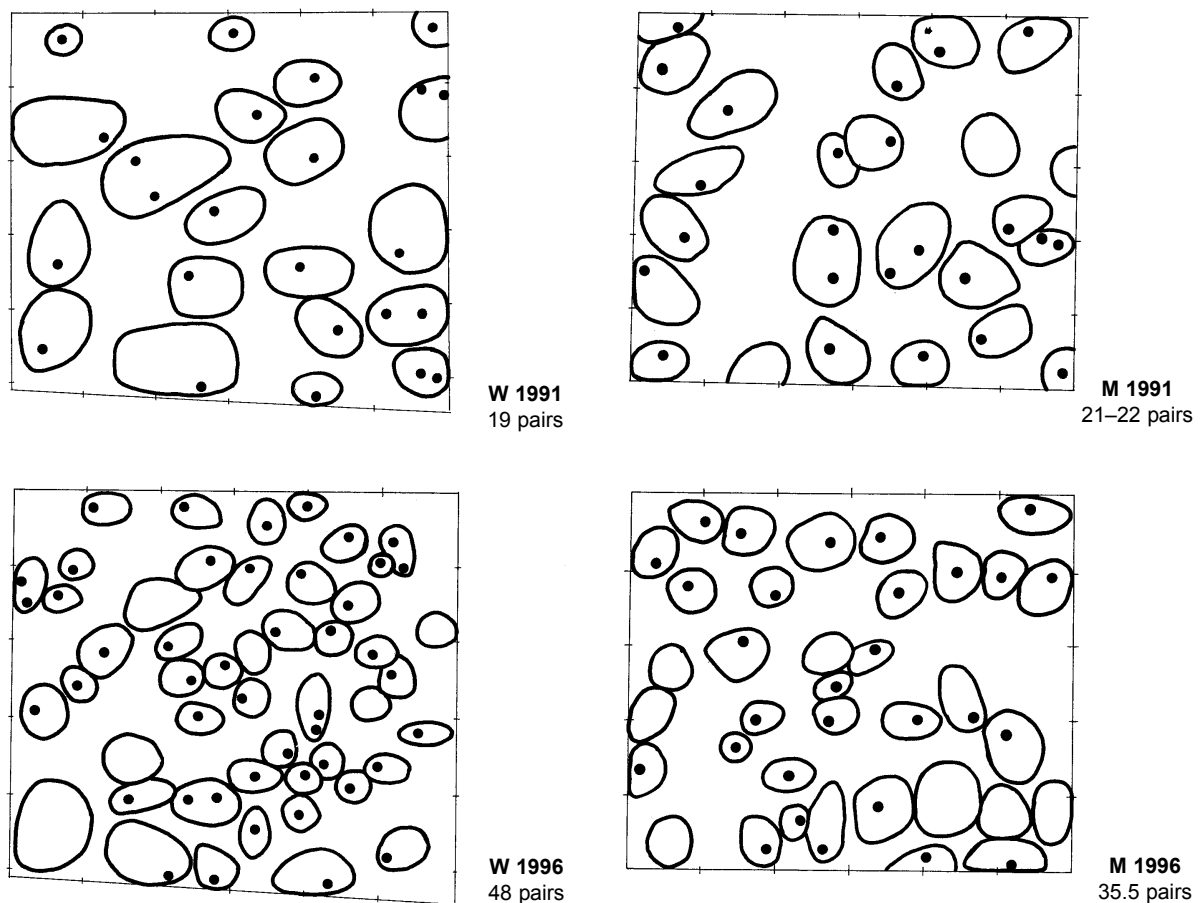 W 1991
19 pairs
M 1991
21–22 pairs
W 1996
48 pairs
M 1996
35.5 pairs